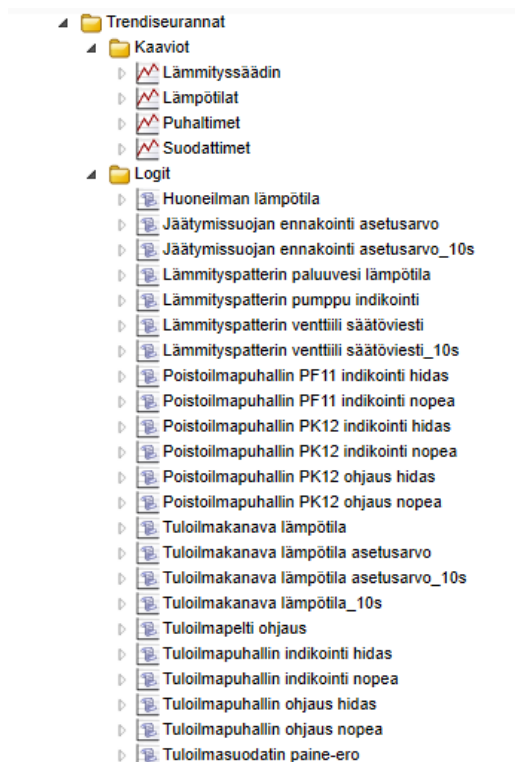 Trendiseurannat
Kaaviot
Lämmityssäädin
Lämpötilat
Puhaltimet
Suodattimet
Logit
Huoneilman lämpötila
Jäätymissuojan ennakointi asetusarvo
Jäätymissuojan ennakointi asetusarvo_10s
Lämmityspatterin paluuvesi lämpötila
Lämmityspatterin pumppu indikointi
Lämmityspatterin venttiili säätöviesti
Lämmityspatterin venttiili säätöviesti_10s
Poistoilmapuhallin PF11 indikointi hidas
Poistoilmapuhallin PF11 indikointi nopea
Poistoilmapuhallin PK12 indikointi hidas
Poistoilmapuhallin PK12 indikointi nopea
Poistoilmapuhallin PK12 ohjaus hidas
Poistoilmapuhallin PK12 ohjaus nopea
Tuloilmakanava lämpötila
Tuloilmakanava lämpötila asetusarvo
Tuloilmakanava lämpötila asetusarvo_10s
Tuloilmakanava lämpötila_10s
Tuloilmapelti ohjaus
Tuloilmapuhallin indikointi hidas
Tuloilmapuhallin indikointi nopea
Tuloilmapuhallin ohjaus hidas
Tuloilmapuhallin ohjaus nopea
Tuloilmasuodatin paine-ero